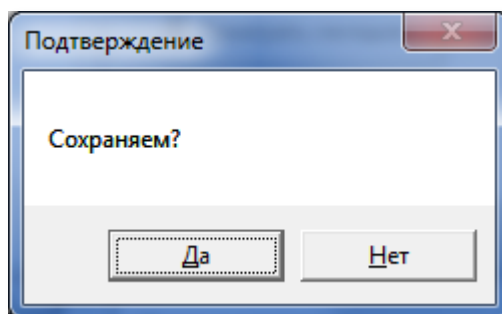 Подтверждение
Сохраняем?
Да
Нет